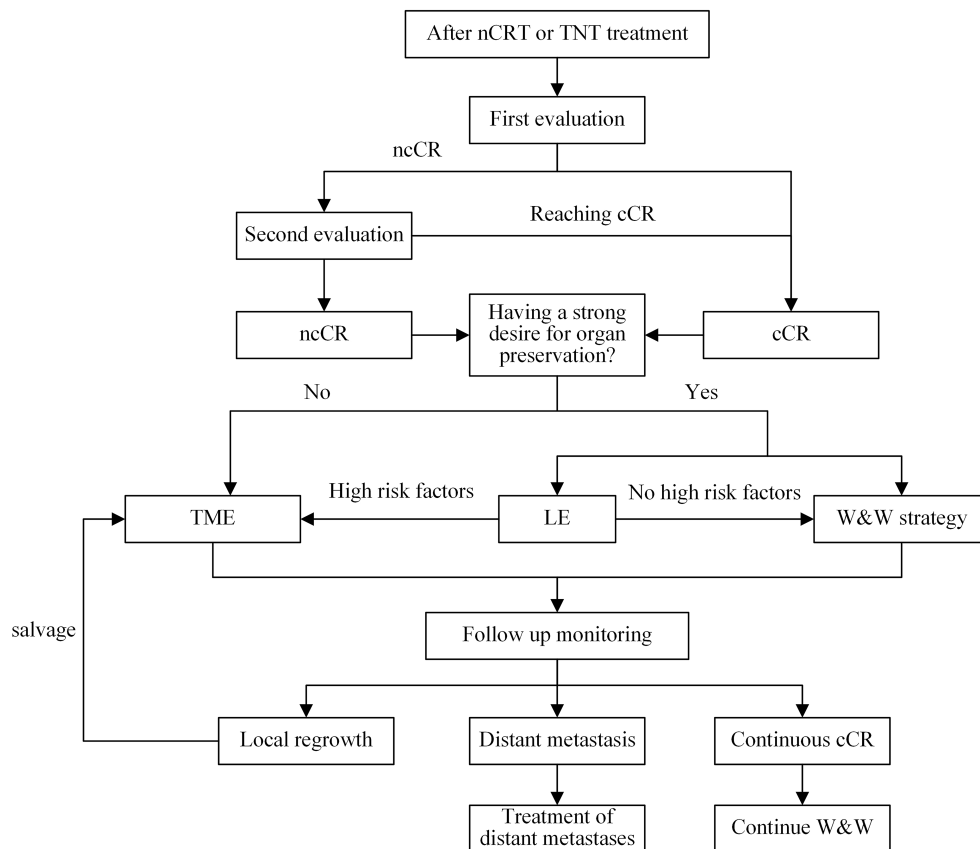 After nCRT or TNT treatment
First evaluation
ncCR
Second evaluation
Reaching cCR
ncCR
Having a strong
desire for organ
preservation?
cCR
No
Yes
TME
High risk factors
LE
No high risk factors
W&W strategy
salvage
Follow up monitoring
Local regrowth
Distant metastasis
Continuous cCR
Treatment of
distant metastases
Continue W&W